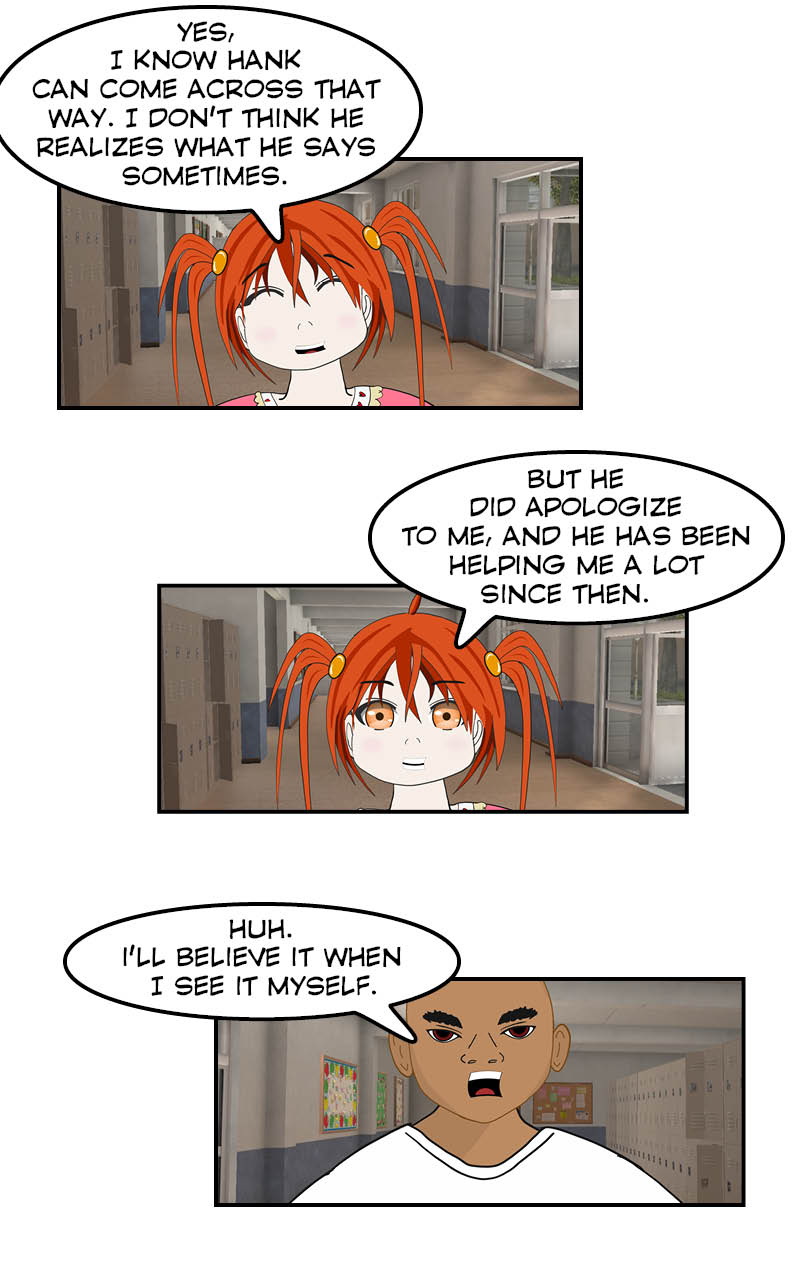 YES,
I KNOW HANK
CAN COME ACROSS THAT
WAY. I DON'T THINK HE
REALIZES WHAT HE SAYS
SOMETIMES.
BUT HE
DID APOLOGIZE
TO ME, AND HE HAS BEEN
HELPING ME A LOT
SINCE THEN.
HUH.
I'LL BELIEVE IT WHEN
I SEE IT MYSELF.